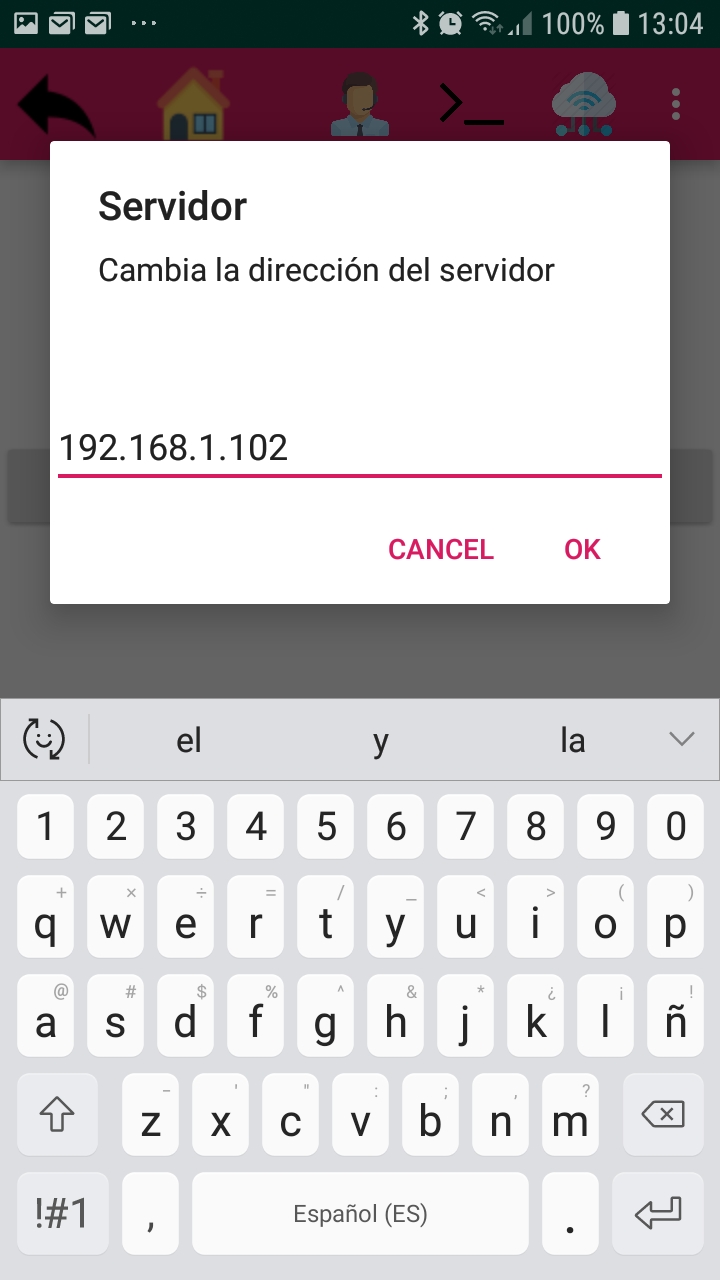 100% 13:04
Servidor
Cambia la dirección del servidor
192.168.1.102
CANCEL OK
el y la
1 2 3 4 5 6 7 8 9 0
+ × ÷ = / _ < > ( )
q w e r t y u i o p
@ # $ % ^ & * ¿ ¡ !
a s d f g h j k l ñ
- ' " : ; , ?
z x c v b n m
!#1 , Español (ES) .